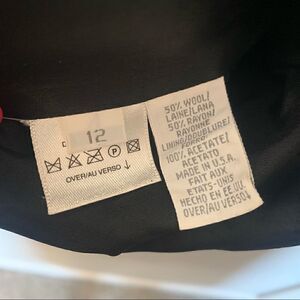 12
P
OVER/AU VERSO ↓
50% WOOL/
LAINE/LANA
50% RAYON/
RAYONNE
LINING/DOUBLURE/
FORRO:
100% ACETATE/
ACETATO
MADE IN U.S.A.
FAIT AUX
ETATS-UNIS
HECHO EN EE.UU.
OVER/AU VERSO↓